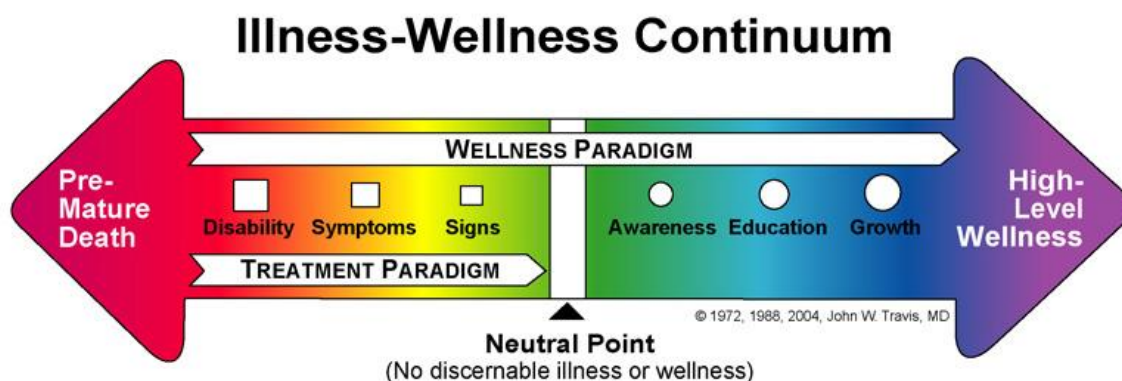 Illness-Wellness Continuum
WELLNESS PARADIGM
Pre-
Mature
Death
Disability Symptoms Signs
Awareness Education Growth
High-
Level
Wellness
TREATMENT PARADIGM
© 1972, 1988, 2004, John W. Travis, MD
Neutral Point
(No discernable illness or wellness)